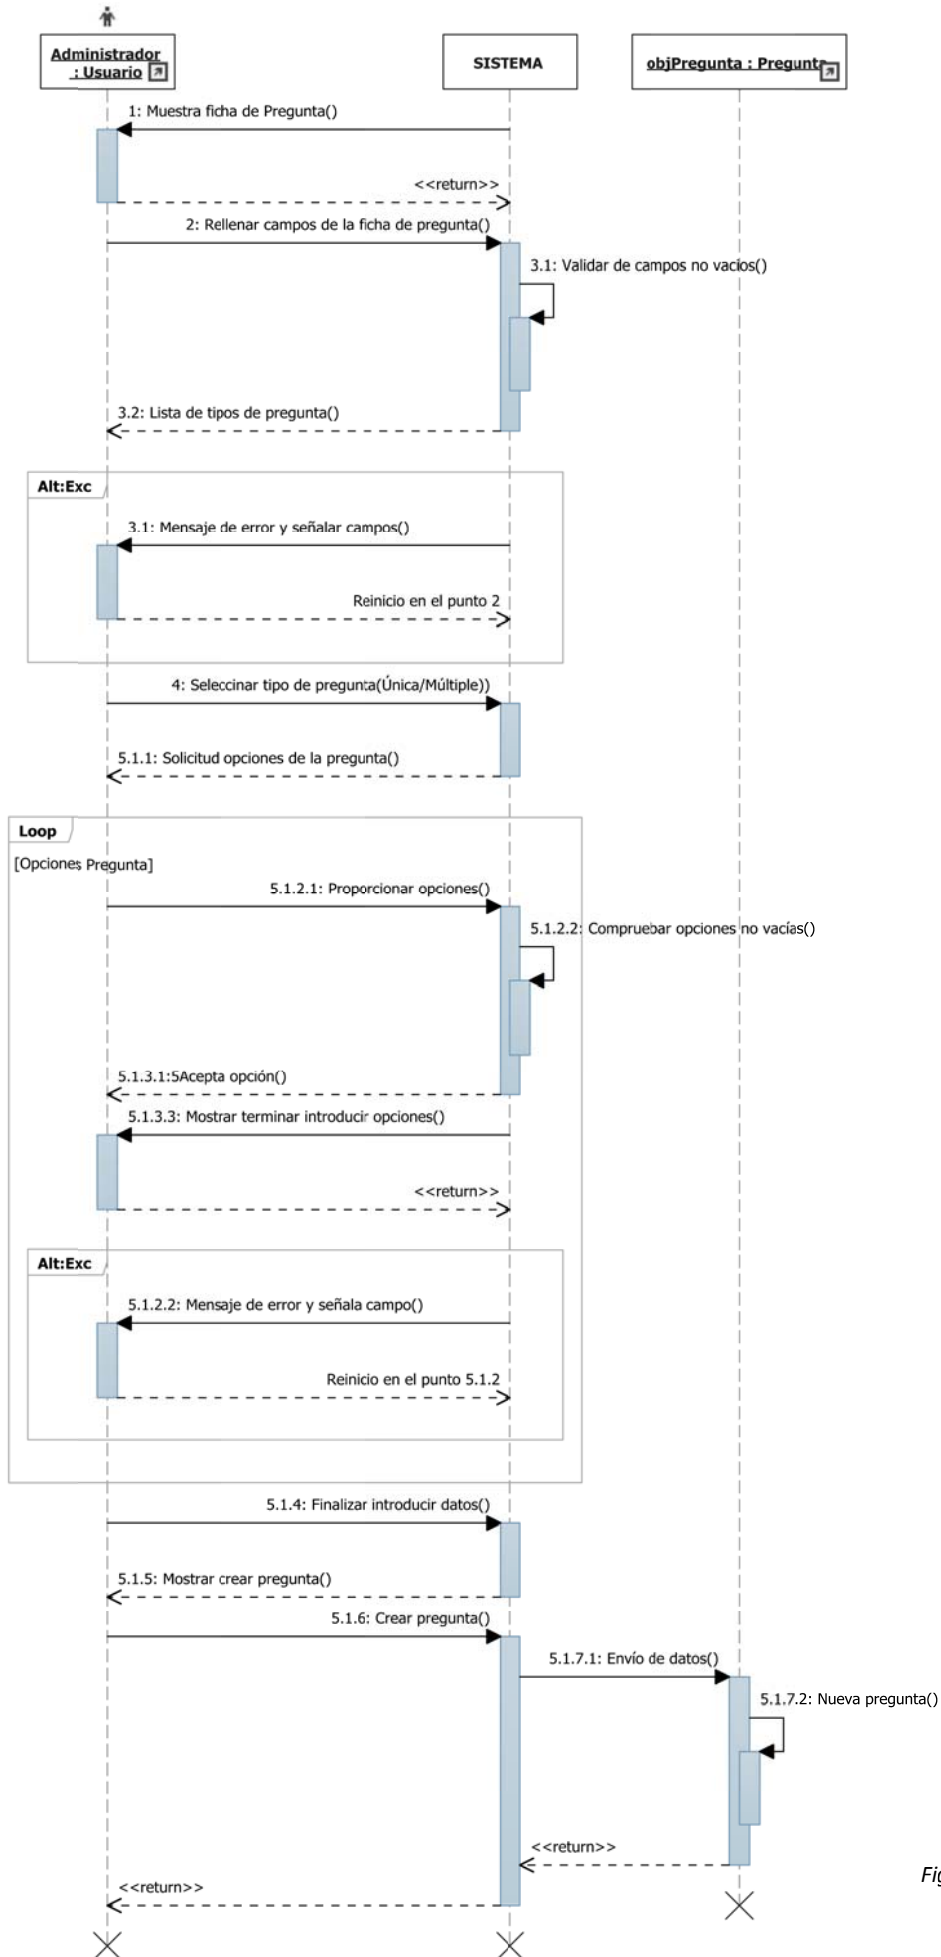 Administrador
: Usuario
SISTEMA
objPregunta : Pregunta
1: Muestra ficha de Pregunta()
<<return>>
2: Rellenar campos de la ficha de pregunta()
3.1: Validar de campos no vacios()
3.2: Lista de tipos de pregunta()
Alt:Exc
3.1: Mensaje de error y señalar campos()
Reinicio en el punto 2
4: Seleccinar tipo de pregunta(Única/Múltiple))
5.1.1: Solicitud opciones de la pregunta()
Loop
[Opciones Pregunta]
5.1.2.1: Proporcionar opciones()
5.1.2.2: Compruebar opciones no vacías()
5.1.3.1:5Acepta opción()
5.1.3.3: Mostrar terminar introducir opciones()
<<return>>
Alt:Exc
5.1.2.2: Mensaje de error y señala campo()
Reinicio en el punto 5.1.2
5.1.4: Finalizar introducir datos()
5.1.5: Mostrar crear pregunta()
5.1.6: Crear pregunta()
5.1.7.1: Envío de datos()
5.1.7.2: Nueva pregunta()
<<return>>
<<return>>